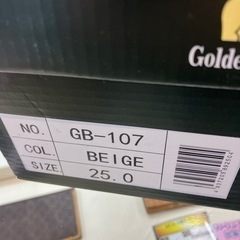 Golde
NO. GB-107
COL. BEIGE
SIZE 25.0